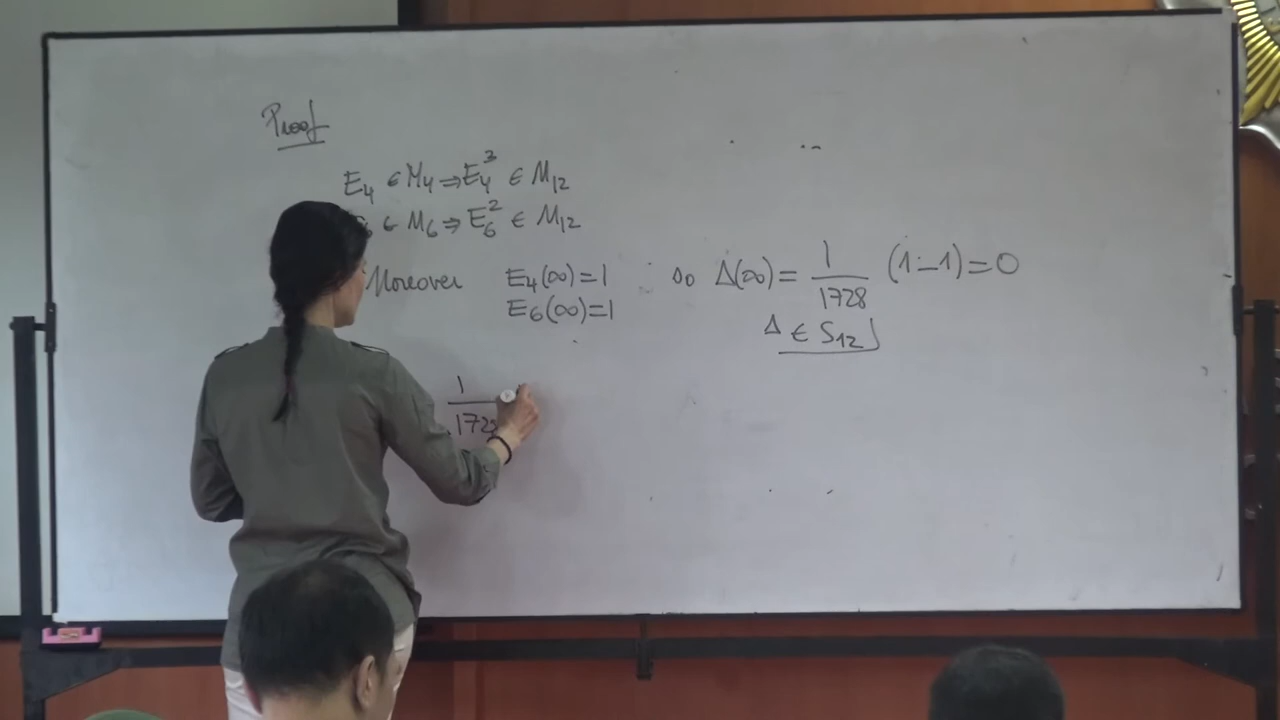 Proof
E₄ ∈ M₄ ⇒ E₄³ ∈ M₁₂
₆ ∈ M₆ ⇒ E₆² ∈ M₁₂
Moreover E₄(∞)=1 so Δ(∞) = 1/1728 (1-1)=0
E₆(∞)=1
Δ ∈ S₁₂
1/1728